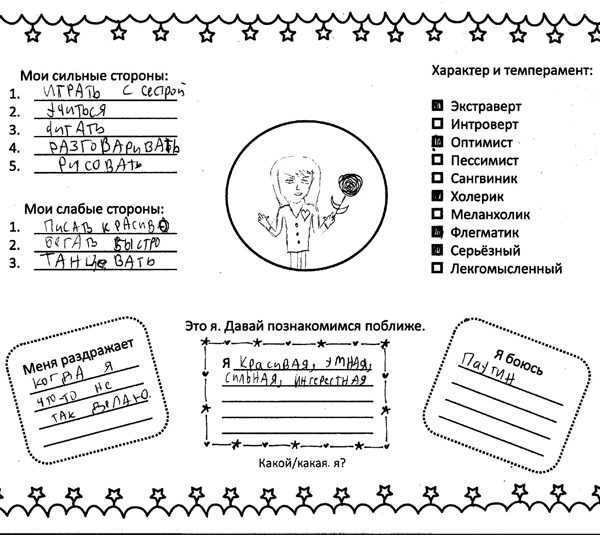 Мои сильные стороны:
1. ИГРАТЬ С сестрой
2. УЧИТЬСЯ
3. ЧИТАТЬ
4. РАЗГОВАРИВАТЬ
5. РИСОВАТЬ
Мои слабые стороны:
1. ПИСАТЬ КРАСИВО
2. БЕГАТЬ БЫСТРО
3. ТАНЦЕВАТЬ
Характер и темперамент:
Экстраверт
Интроверт
Оптимист
Пессимист
Сангвиник
Холерик
Меланхолик
Флегматик
Серьёзный
Легкомысленный
Это я. Давай познакомимся поближе.
Меня раздражает
КОГДА Я
ЧТО-ТО НЕ
ТАК ДЕЛАЮ.
Я КРАСИВАЯ, УМНАЯ,
СИЛЬНАЯ, ИНТЕРЕСТНАЯ
Какой/какая. я?
Я боюсь
ПАУТИН